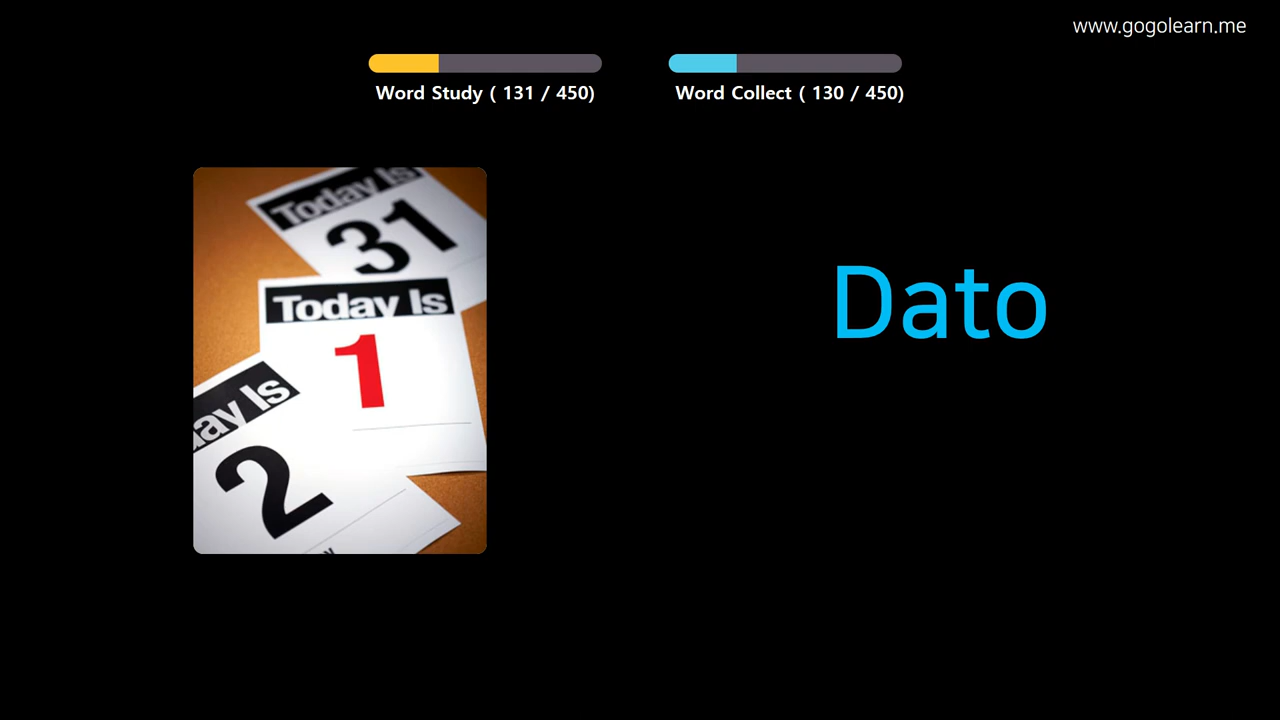 www.gogolearn.me
Word Study ( 131 / 450)
Word Collect ( 130 / 450)
Today Is
31
Today Is
1
day Is
2
Dato